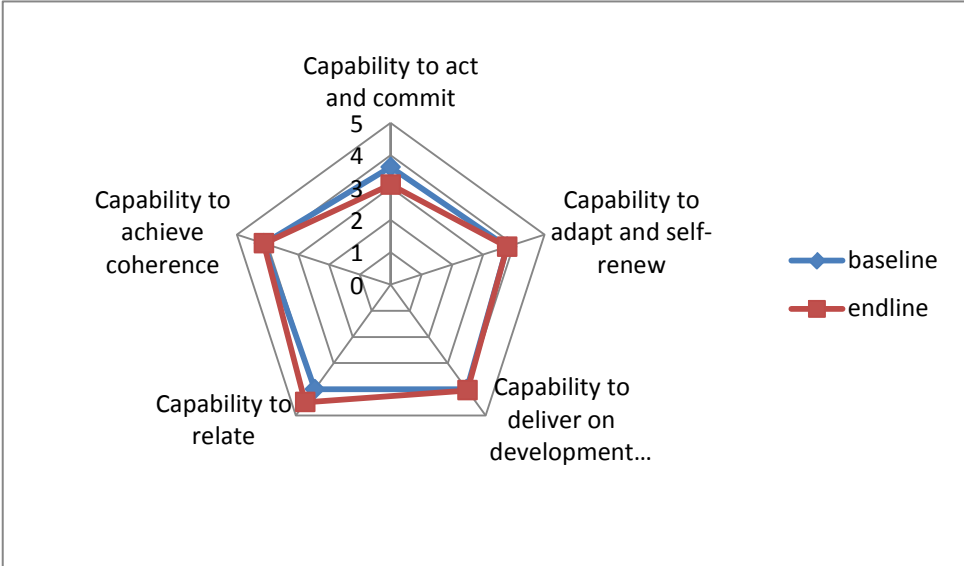 Capability to act
and commit
5
4
3
2
1
0
Capability to
adapt and self-
renew
Capability to
deliver on
development...
Capability to
relate
Capability to
achieve
coherence
baseline
endline